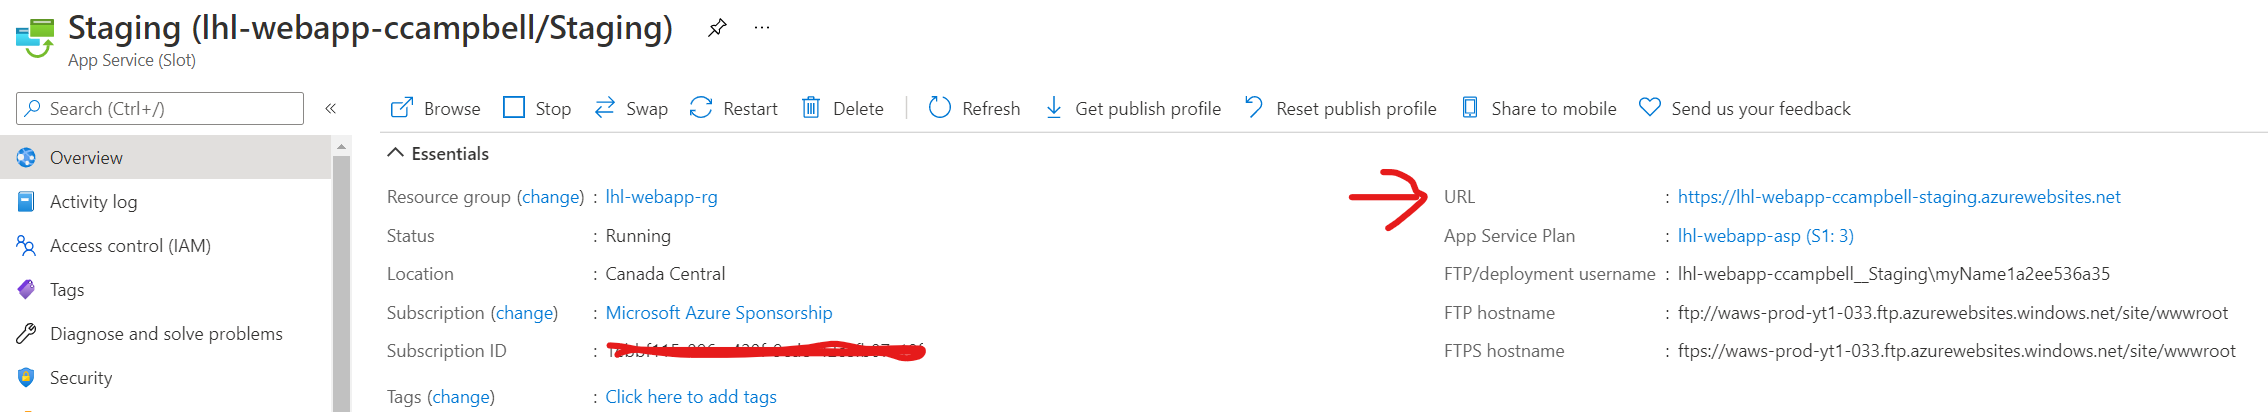 Staging (lhl-webapp-ccampbell/Staging)
App Service (Slot)
Search (Ctrl+/)
«
Browse Stop Swap Restart Delete Refresh Get publish profile Reset publish profile Share to mobile Send us your feedback
Overview
Activity log
Access control (IAM)
Tags
Diagnose and solve problems
Security
Essentials
Resource group (change) : lhl-webapp-rg
Status : Running
Location : Canada Central
Subscription (change) : Microsoft Azure Sponsorship
Subscription ID :
Tags (change) : Click here to add tags
URL : https://lhl-webapp-ccampbell-staging.azurewebsites.net
App Service Plan : lhl-webapp-asp (S1: 3)
FTP/deployment username : lhl-webapp-ccampbell__Staging\myName1a2ee536a35
FTP hostname : ftp://waws-prod-yt1-033.ftp.azurewebsites.windows.net/site/wwwroot
FTPS hostname : ftps://waws-prod-yt1-033.ftp.azurewebsites.windows.net/site/wwwroot